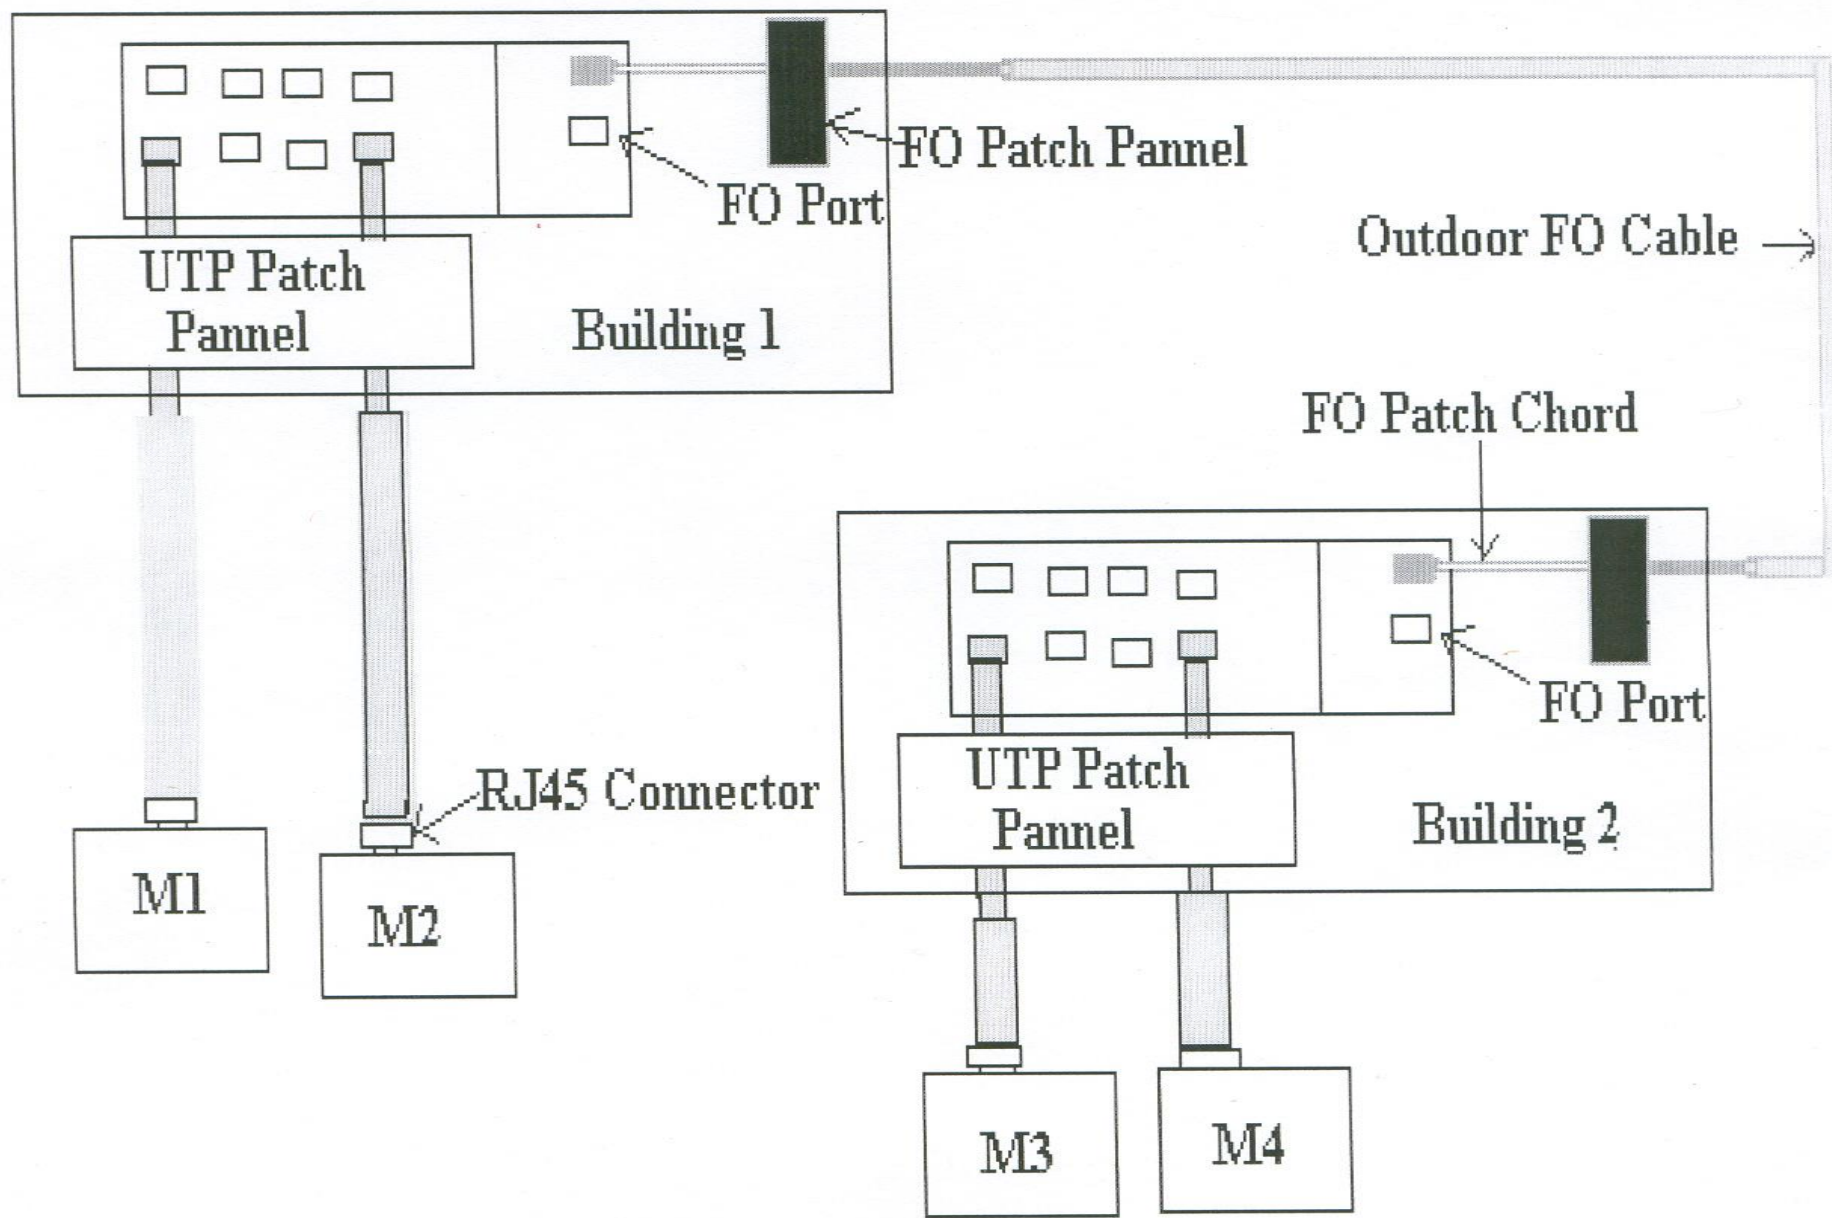 FO Patch Pannel
FO Port
UTP Patch
Pannel
Building 1
Outdoor FO Cable
FO Patch Chord
FO Port
UTP Patch
Pannel
Building 2
RJ45 Connector
M1
M2
M3
M4